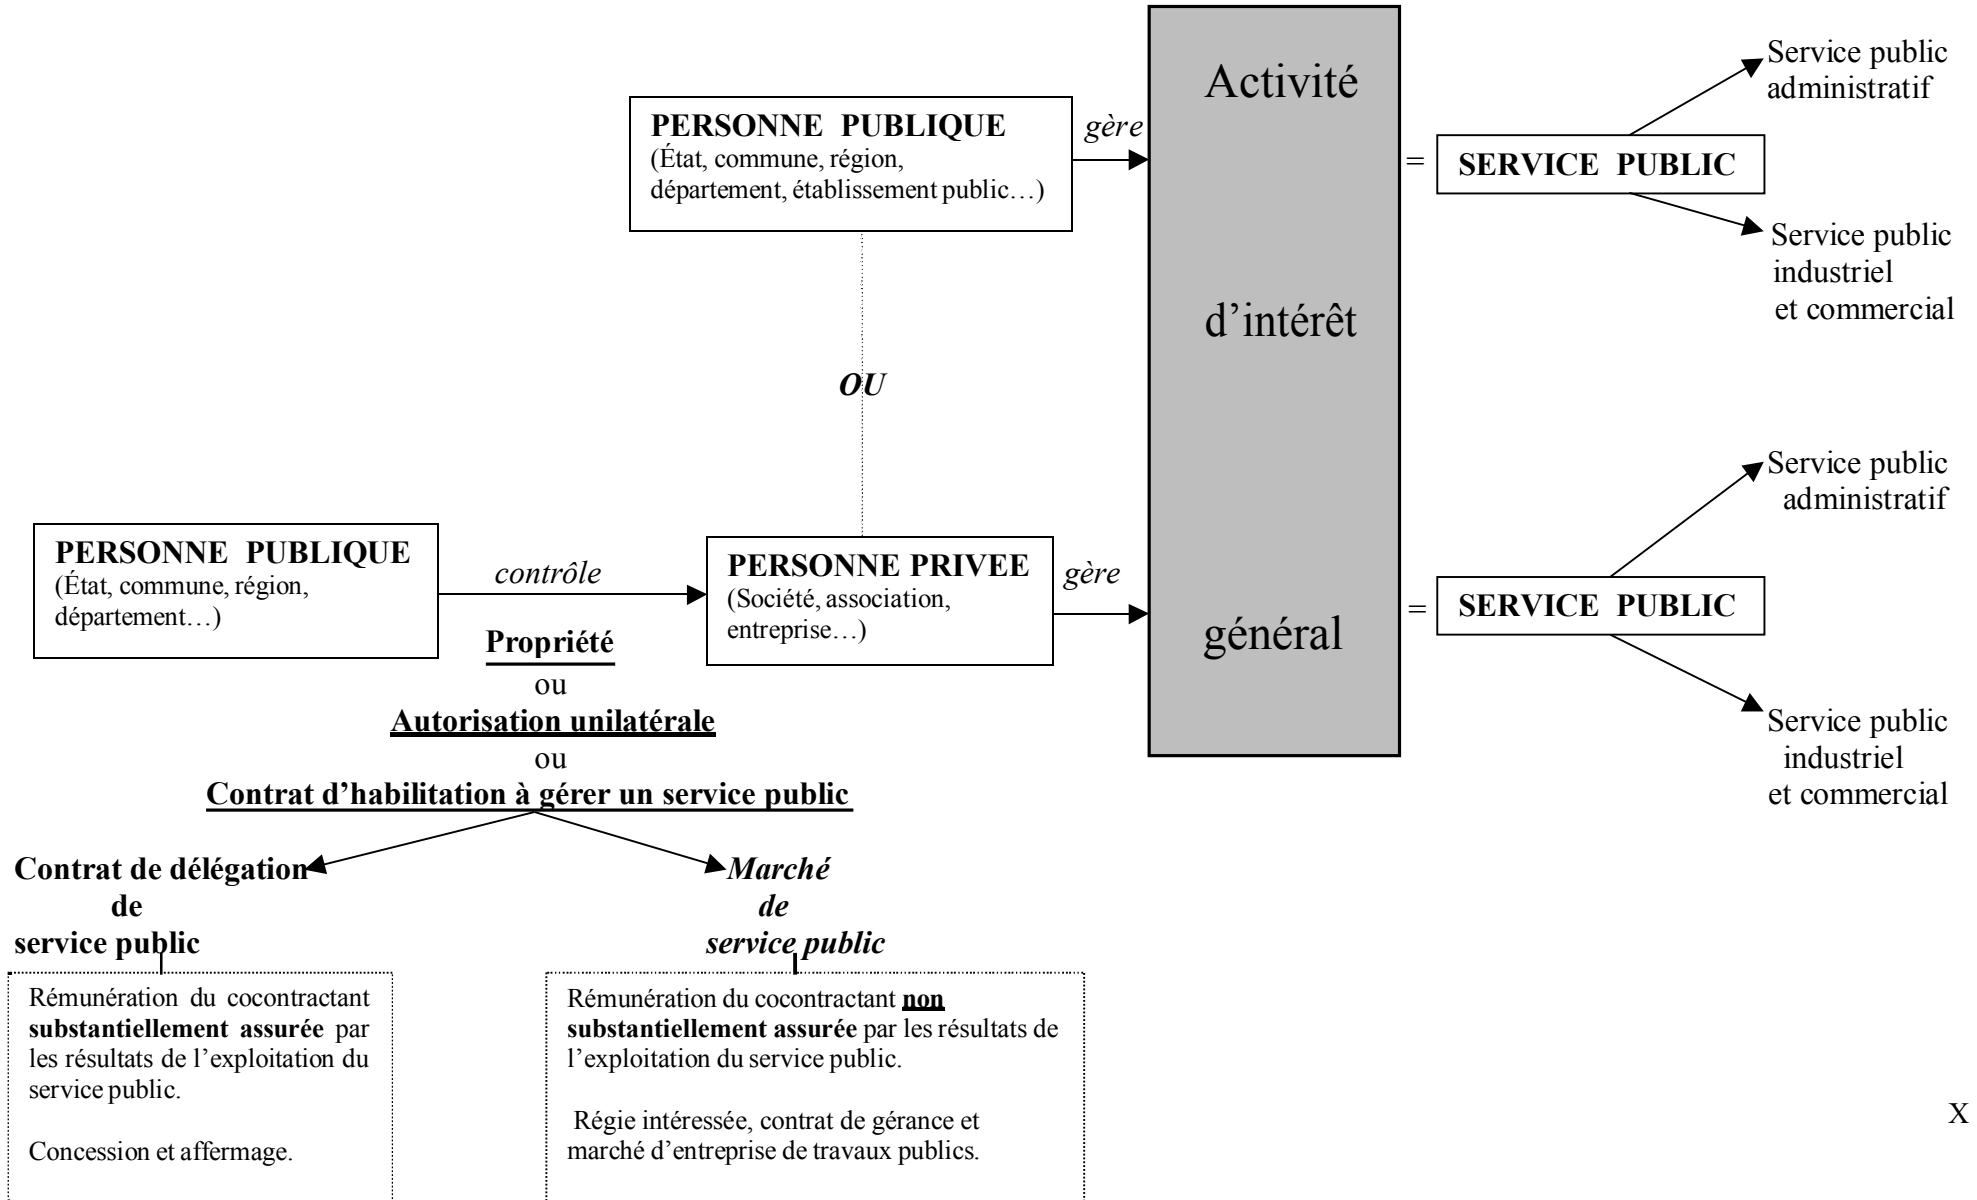 Activité
d'intérêt
général
PERSONNE PUBLIQUE
(État, commune, région,
département, établissement public…)
gère
=
SERVICE PUBLIC
Service public
administratif
Service public
industriel
et commercial
OU
PERSONNE PUBLIQUE
(État, commune, région,
département…)
contrôle
PERSONNE PRIVEE
(Société, association,
entreprise…)
gère
=
SERVICE PUBLIC
Service public
administratif
Service public
industriel
et commercial
Propriété
ou
Autorisation unilatérale
ou
Contrat d'habilitation à gérer un service public
Contrat de délégation
de
service public
Rémunération du cocontractant
substantiellement assurée par
les résultats de l'exploitation du
service public.
Concession et affermage.
Marché
de
service public
Rémunération du cocontractant non
substantiellement assurée par les résultats de
l'exploitation du service public.
Régie intéressée, contrat de gérance et
marché d'entreprise de travaux publics.
X